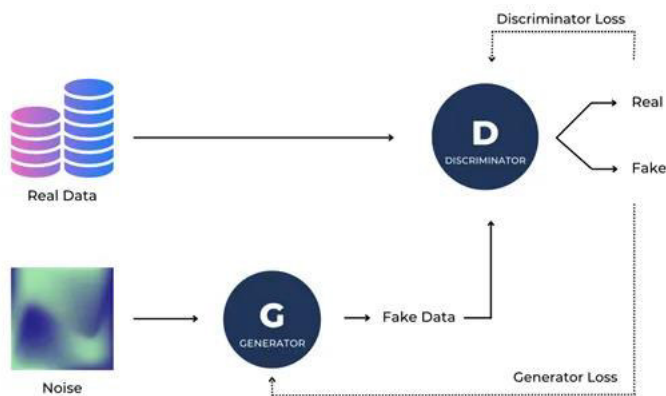 Discriminator Loss
D
DISCRIMINATOR
Real
Fake
Real Data
G
GENERATOR
Fake Data
Noise
Generator Loss